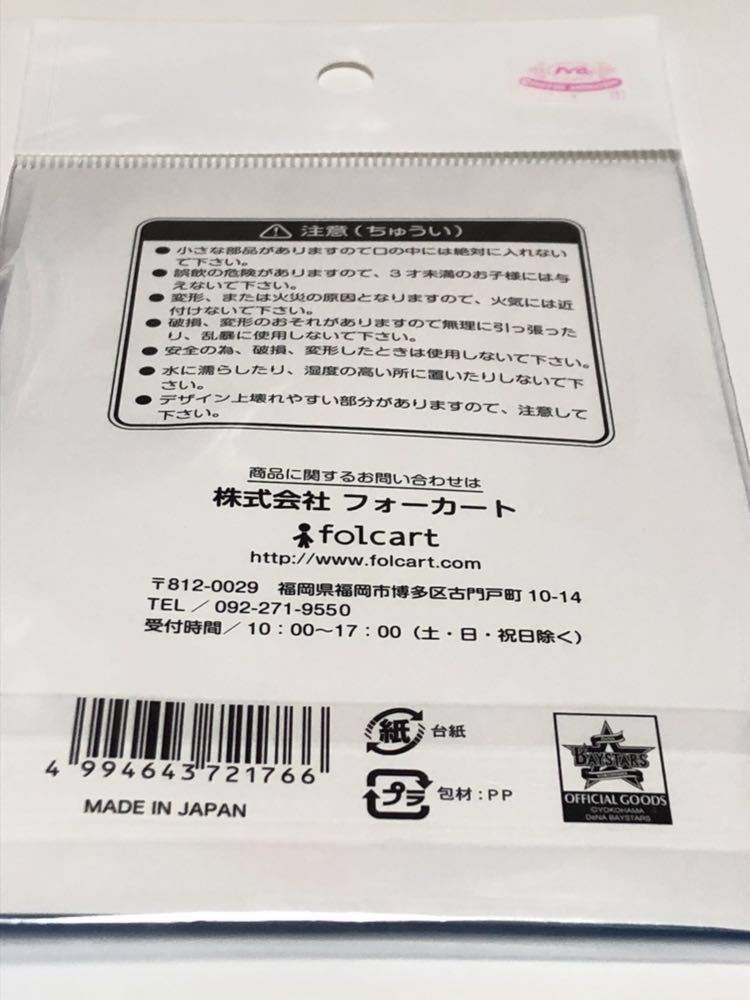 注意(ちゅうい)
● 小さな部品がありますので口の中には絶対に入れない
で下さい。
● 誤飲の危険がありますので、3才未満のお子様には与
えないで下さい。
● 変形、または火災の原因となりますので、火気には近
付けないで下さい。
● 破損、変形のおそれがありますので無理に引っ張った
り、乱暴に使用しないで下さい。
● 安全の為、破損、変形したときは使用しないで下さい。
● 水に濡らしたり、湿度の高い所に置いたりしないで下
さい。
● デザイン上壊れやすい部分がありますので、注意して
下さい。
商品に関するお問い合わせは
株式会社 フォーカート
folcart
http://www.folcart.com
〒812-0029 福岡県福岡市博多区古門戸町 10-14
TEL/ 092-271-9550
受付時間/ 10:00〜17:00(土・日・祝日除く)
4 994643 721766
MADE IN JAPAN
紙 台紙
プラ 包材:PP
BAYSTARS
OFFICIAL GOODS
©YOKOHAMA
DeNA BAYSTARS